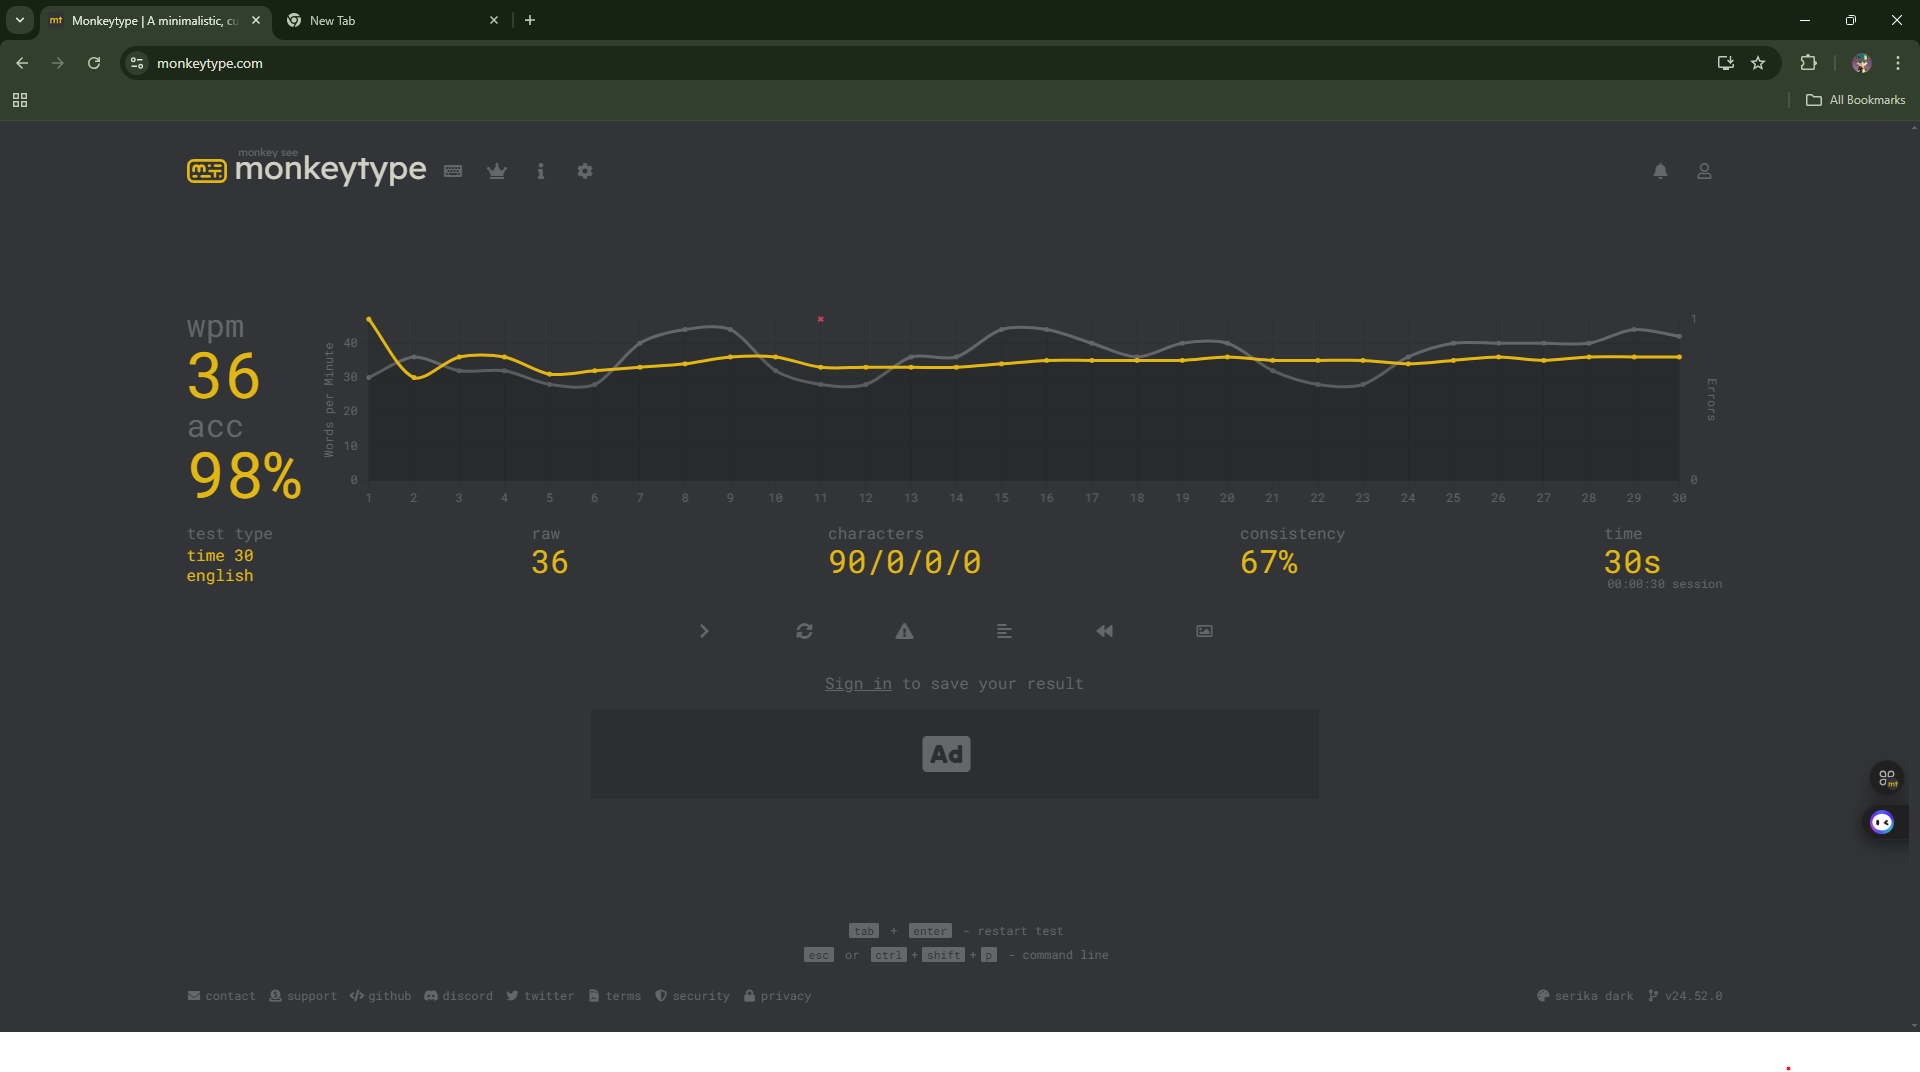 mt Monkeytype | A minimalistic, cu
New Tab
monkeytype.com
All Bookmarks
monkey see
monkeytype
wpm
36
acc
98%
Words per Minute
40
30
20
10
0
1
0
Errors
1 2 3 4 5 6 7 8 9 10 11 12 13 14 15 16 17 18 19 20 21 22 23 24 25 26 27 28 29 30
test type
time 30
english
raw
36
characters
90/0/0/0
consistency
67%
time
30s
00:00:30 session
Sign in to save your result
Ad
tab + enter - restart test
esc or ctrl + shift + p - command line
contact support github discord twitter terms security privacy
serika dark v24.52.0